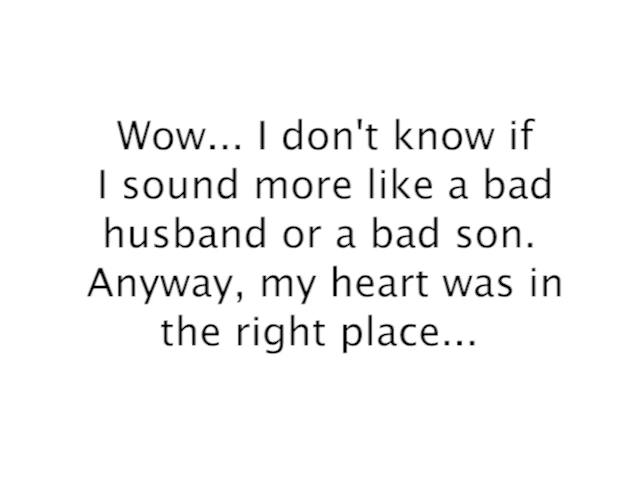 Wow... I don't know if
I sound more like a bad
husband or a bad son.
Anyway, my heart was in
the right place...